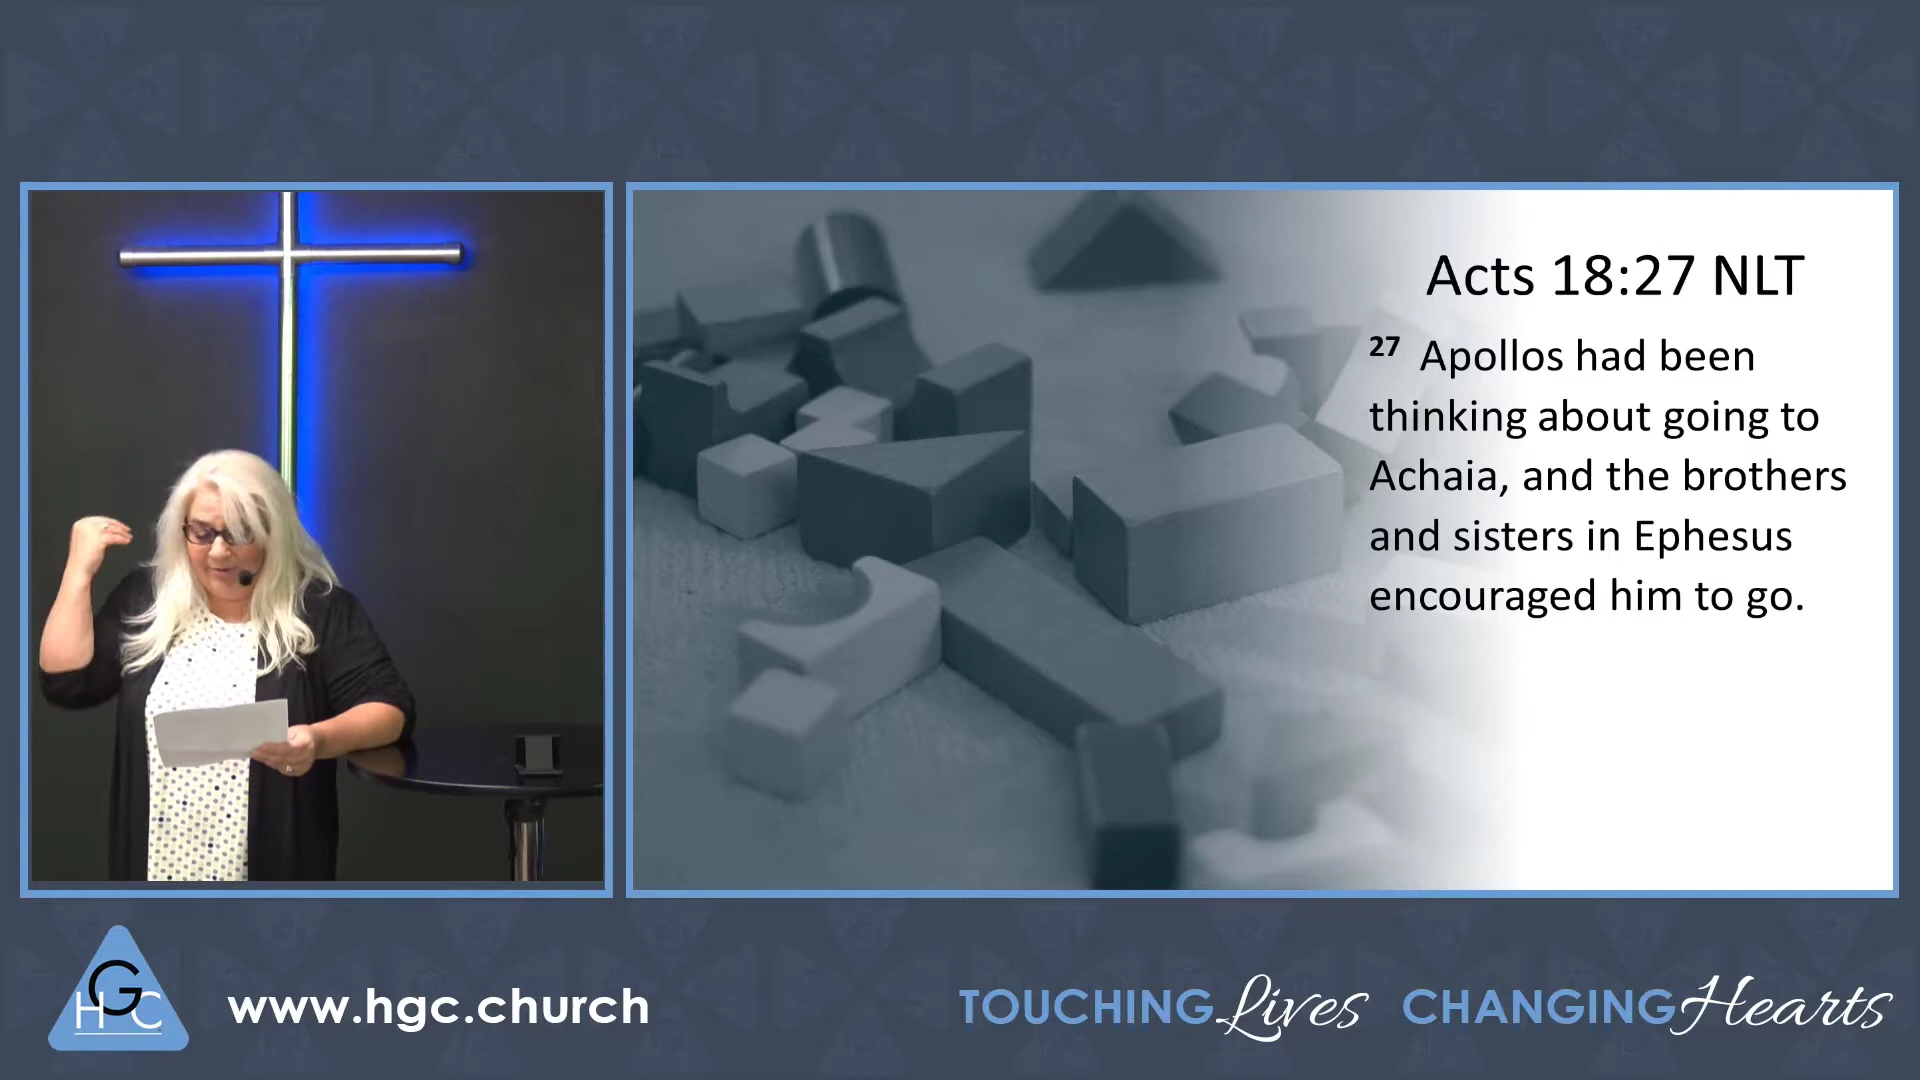 Acts 18:27 NLT
27 Apollos had been
thinking about going to
Achaia, and the brothers
and sisters in Ephesus
encouraged him to go.
HGC
www.hgc.church
TOUCHING Lives CHANGING Hearts